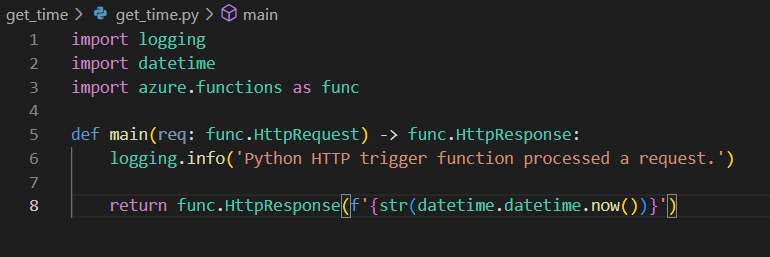 get_time > get_time.py > main
1 import logging
2 import datetime
3 import azure.functions as func
4
5 def main(req: func.HttpRequest) -> func.HttpResponse:
6     logging.info('Python HTTP trigger function processed a request.')
7
8     return func.HttpResponse(f'{str(datetime.datetime.now())}')